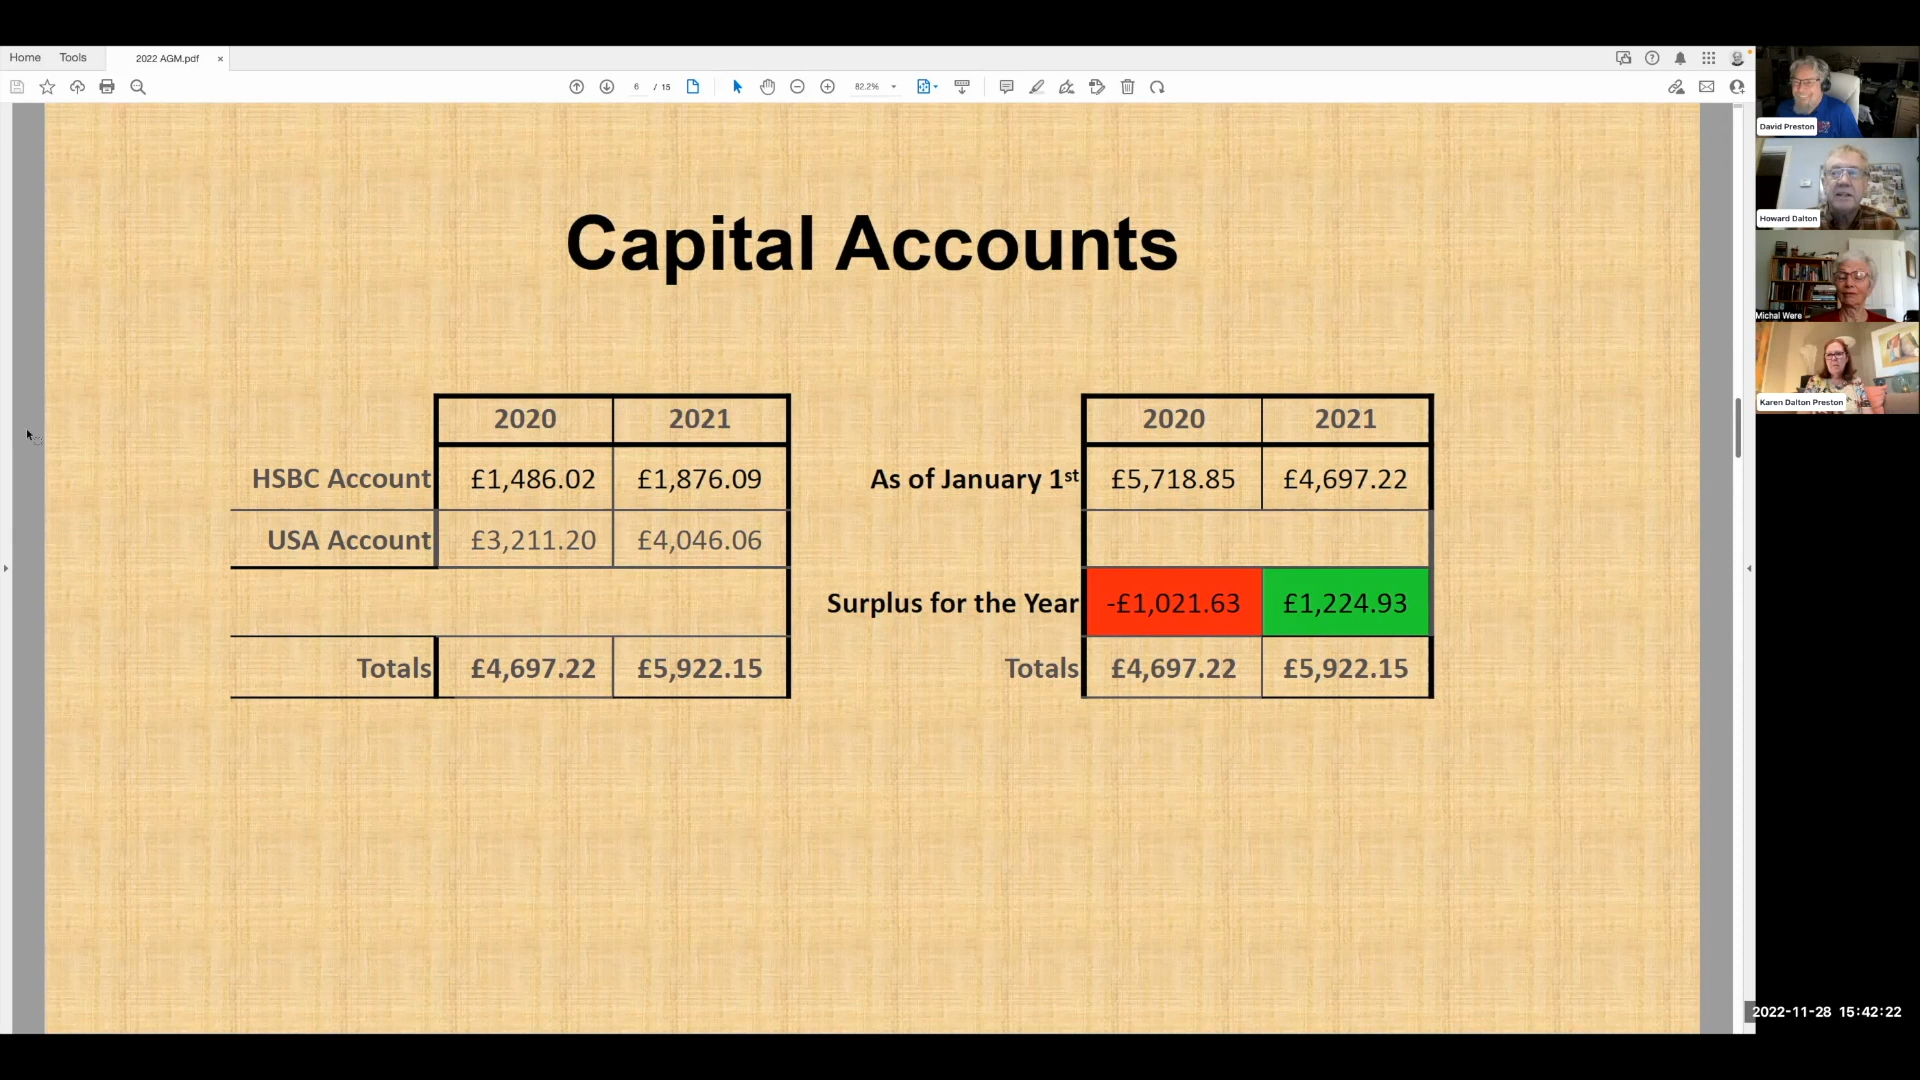 Home Tools 2022 AGM.pdf ×
6 / 15 82.2%
Capital Accounts
2020 2021
HSBC Account £1,486.02 £1,876.09
USA Account £3,211.20 £4,046.06
Totals £4,697.22 £5,922.15
2020 2021
As of January 1st £5,718.85 £4,697.22
Surplus for the Year -£1,021.63 £1,224.93
Totals £4,697.22 £5,922.15
David Preston
Howard Dalton
Michal Were
Karen Dalton Preston
2022-11-28 15:42:22